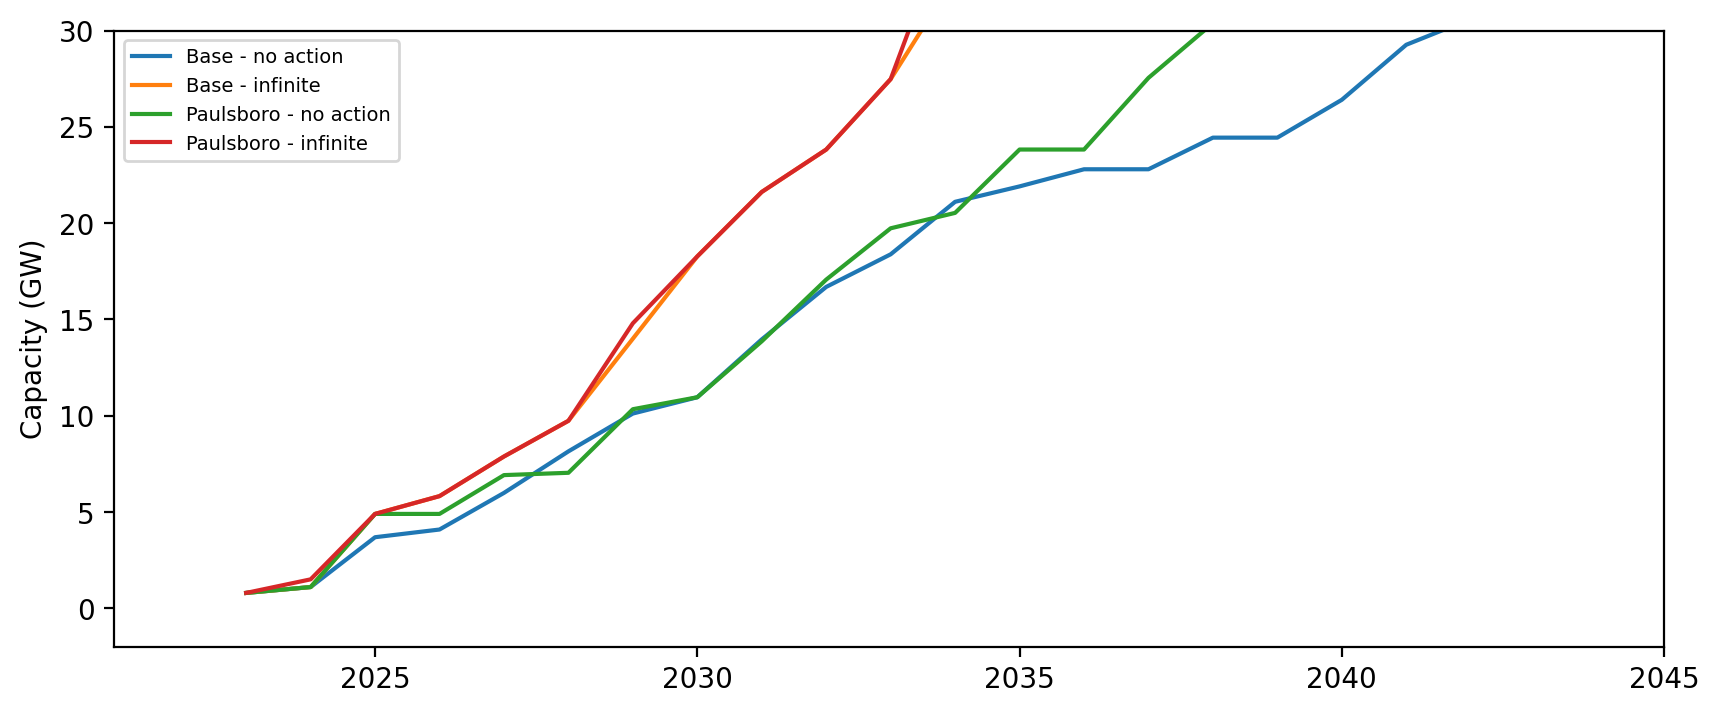 30
25
20
15
10
5
0
Capacity (GW)
Base - no action
Base - infinite
Paulsboro - no action
Paulsboro - infinite
2025 2030 2035 2040 2045